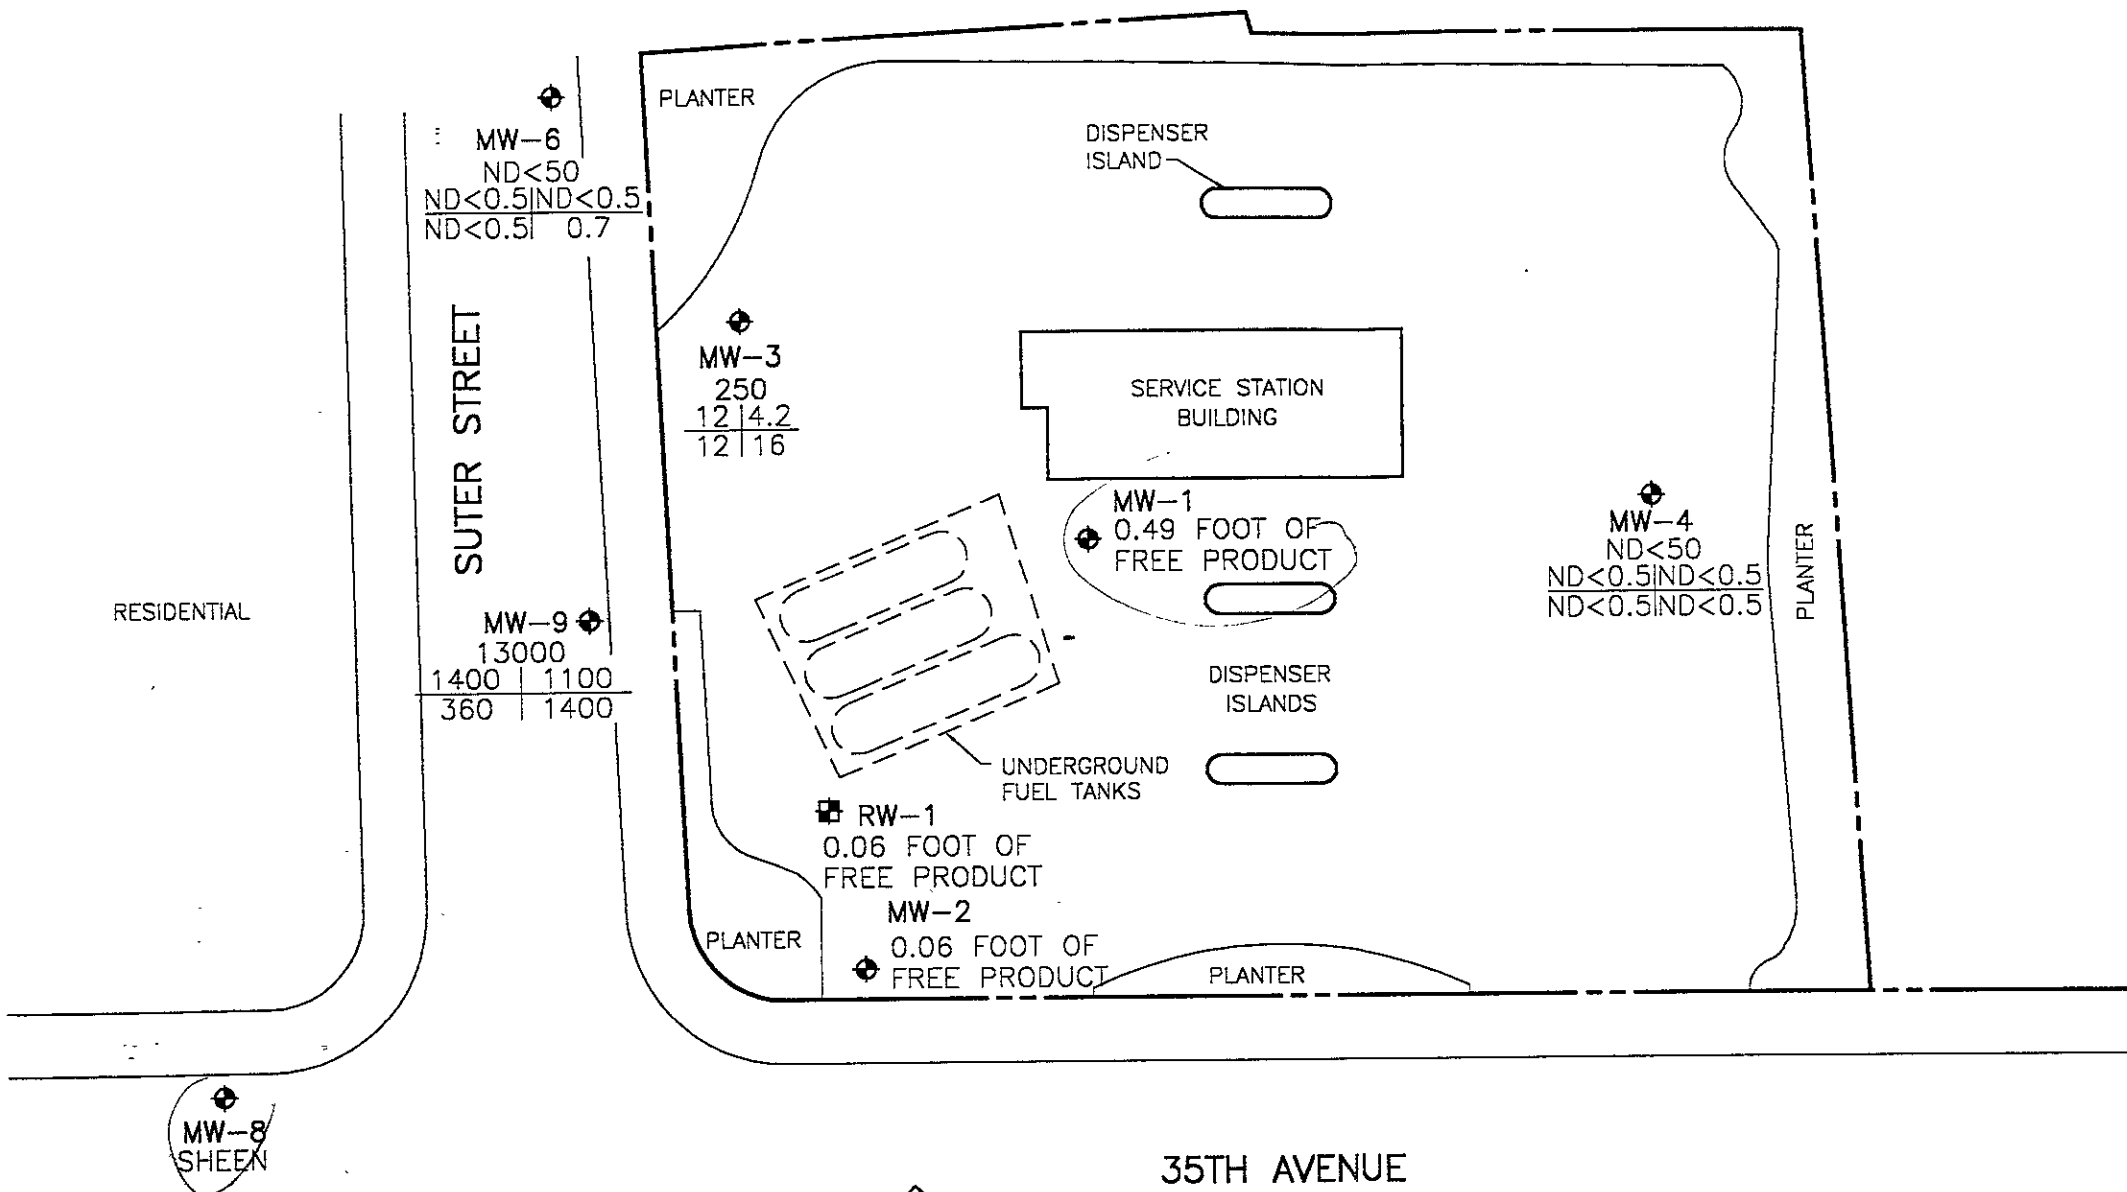 PLANTER
MW-6
ND<50
ND<0.5|ND<0.5
ND<0.5| 0.7
DISPENSER
ISLAND
SUTER STREET
MW-3
250
12|4.2
12|16
SERVICE STATION
BUILDING
MW-1
0.49 FOOT OF
FREE PRODUCT
MW-4
ND<50
ND<0.5|ND<0.5
ND<0.5|ND<0.5
PLANTER
RESIDENTIAL
MW-9
13000
1400 | 1100
360 | 1400
DISPENSER
ISLANDS
UNDERGROUND
FUEL TANKS
RW-1
0.06 FOOT OF
FREE PRODUCT
MW-2
0.06 FOOT OF
FREE PRODUCT
PLANTER
PLANTER
MW-8
SHEEN
35TH AVENUE